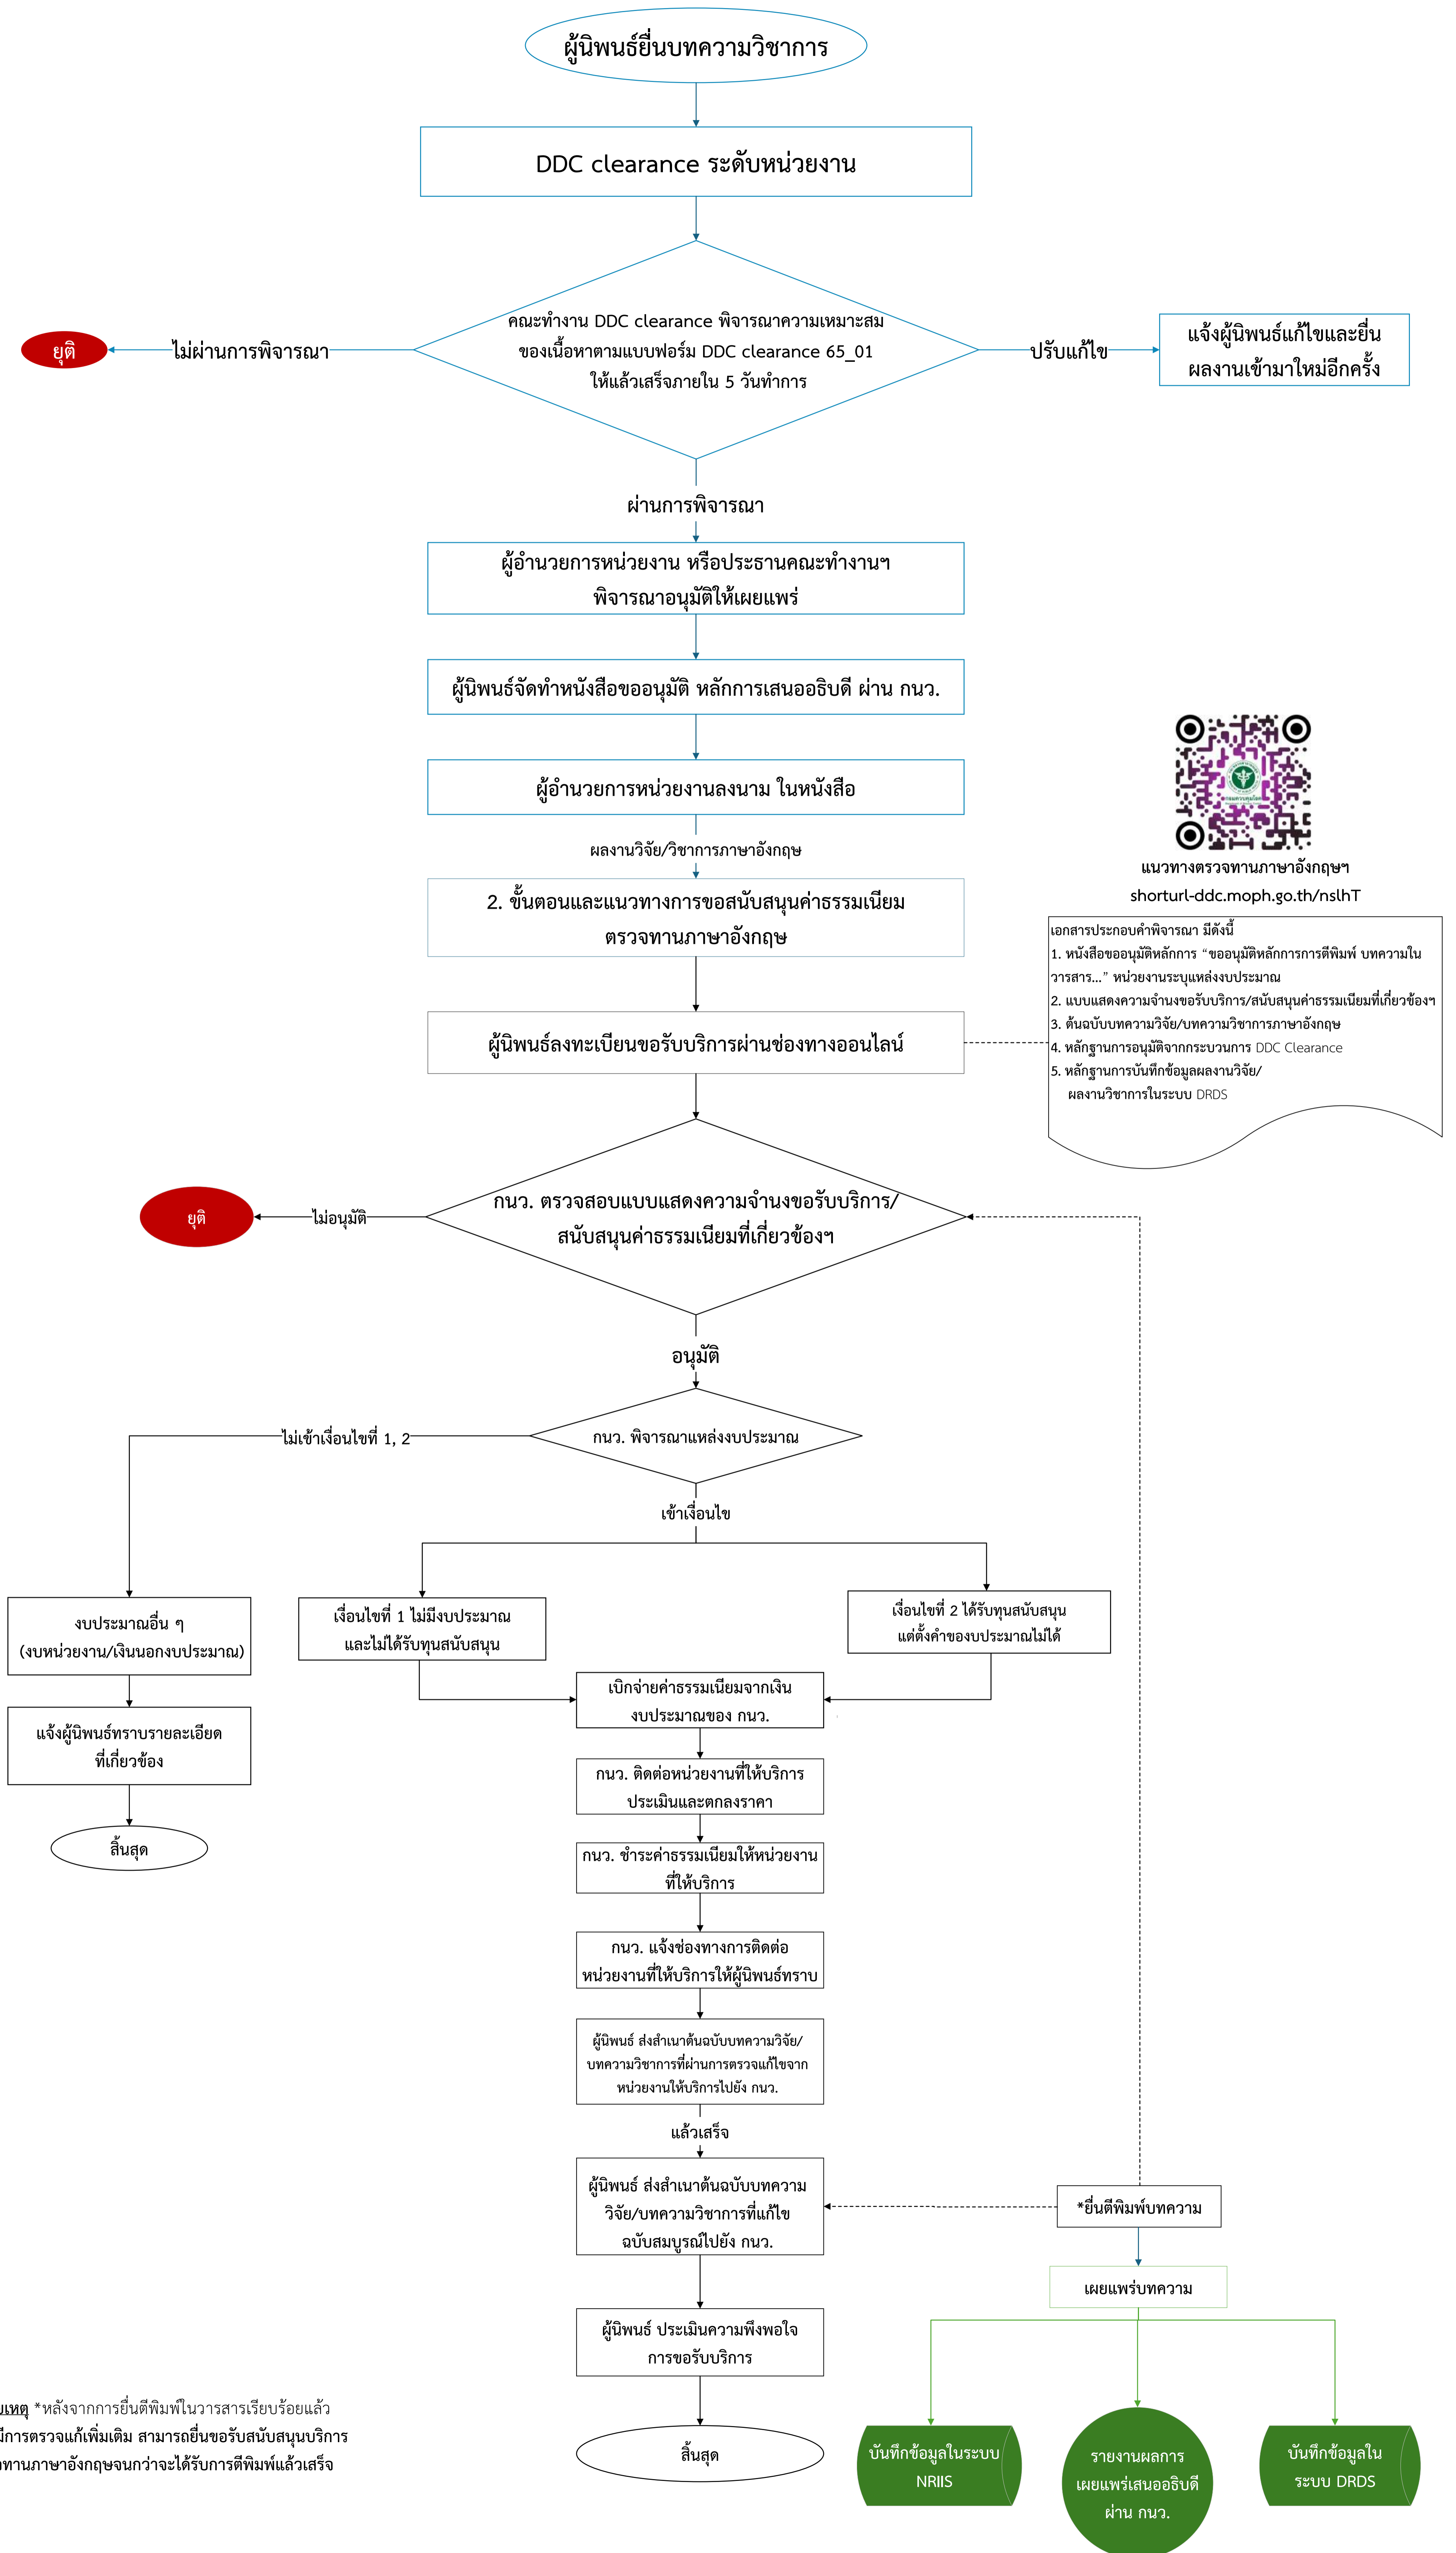 ผู้นิพนธ์ยื่นบทความวิชาการ
DDC clearance ระดับหน่วยงาน
คณะทำงาน DDC clearance พิจารณาความเหมาะสม
ของเนื้อหาตามแบบฟอร์ม DDC clearance 65_01
ให้แล้วเสร็จภายใน 5 วันทำการ
ยุติ
ไม่ผ่านการพิจารณา
ปรับแก้ไข
แจ้งผู้นิพนธ์แก้ไขและยื่น
ผลงานเข้ามาใหม่อีกครั้ง
ผ่านการพิจารณา
ผู้อำนวยการหน่วยงาน หรือประธานคณะทำงานฯ
พิจารณาอนุมัติให้เผยแพร่
ผู้นิพนธ์จัดทำหนังสือขออนุมัติ หลักการเสนออธิบดี ผ่าน กนว.
ผู้อำนวยการหน่วยงานลงนาม ในหนังสือ
ผลงานวิจัย/วิชาการภาษาอังกฤษ
2. ขั้นตอนและแนวทางการขอสนับสนุนค่าธรรมเนียม
ตรวจทานภาษาอังกฤษ
กรมควบคุมโรค
แนวทางตรวจทานภาษาอังกฤษฯ
shorturl-ddc.moph.go.th/nslhT
เอกสารประกอบคำพิจารณา มีดังนี้
1. หนังสือขออนุมัติหลักการ “ขออนุมัติหลักการการตีพิมพ์ บทความใน
วารสาร...” หน่วยงานระบุแหล่งงบประมาณ
2. แบบแสดงความจำนงขอรับบริการ/สนับสนุนค่าธรรมเนียมที่เกี่ยวข้องฯ
3. ต้นฉบับบทความวิจัย/บทความวิชาการภาษาอังกฤษ
4. หลักฐานการอนุมัติจากกระบวนการ DDC Clearance
5. หลักฐานการบันทึกข้อมูลผลงานวิจัย/
ผลงานวิชาการในระบบ DRDS
ผู้นิพนธ์ลงทะเบียนขอรับบริการผ่านช่องทางออนไลน์
กนว. ตรวจสอบแบบแสดงความจำนงขอรับบริการ/
สนับสนุนค่าธรรมเนียมที่เกี่ยวข้องฯ
ยุติ
ไม่อนุมัติ
อนุมัติ
กนว. พิจารณาแหล่งงบประมาณ
ไม่เข้าเงื่อนไขที่ 1, 2
เข้าเงื่อนไข
งบประมาณอื่น ๆ
(งบหน่วยงาน/เงินนอกงบประมาณ)
แจ้งผู้นิพนธ์ทราบรายละเอียด
ที่เกี่ยวข้อง
สิ้นสุด
เงื่อนไขที่ 1 ไม่มีงบประมาณ
และไม่ได้รับทุนสนับสนุน
เงื่อนไขที่ 2 ได้รับทุนสนับสนุน
แต่ตั้งคำของบประมาณไม่ได้
เบิกจ่ายค่าธรรมเนียมจากเงิน
งบประมาณของ กนว.
กนว. ติดต่อหน่วยงานที่ให้บริการ
ประเมินและตกลงราคา
กนว. ชำระค่าธรรมเนียมให้หน่วยงาน
ที่ให้บริการ
กนว. แจ้งช่องทางการติดต่อ
หน่วยงานที่ให้บริการให้ผู้นิพนธ์ทราบ
ผู้นิพนธ์ ส่งสำเนาต้นฉบับบทความวิจัย/
บทความวิชาการที่ผ่านการตรวจแก้ไขจาก
หน่วยงานให้บริการไปยัง กนว.
แล้วเสร็จ
ผู้นิพนธ์ ส่งสำเนาต้นฉบับบทความ
วิจัย/บทความวิชาการที่แก้ไข
ฉบับสมบูรณ์ไปยัง กนว.
ผู้นิพนธ์ ประเมินความพึงพอใจ
การขอรับบริการ
สิ้นสุด
*ยื่นตีพิมพ์บทความ
เผยแพร่บทความ
บันทึกข้อมูลในระบบ
NRIIS
รายงานผลการ
เผยแพร่เสนออธิบดี
ผ่าน กนว.
บันทึกข้อมูลใน
ระบบ DRDS
ยเหตุ *หลังจากการยื่นตีพิมพ์ในวารสารเรียบร้อยแล้ว
มีการตรวจแก้เพิ่มเติม สามารถยื่นขอรับสนับสนุนบริการ
จทานภาษาอังกฤษจนกว่าจะได้รับการตีพิมพ์แล้วเสร็จ